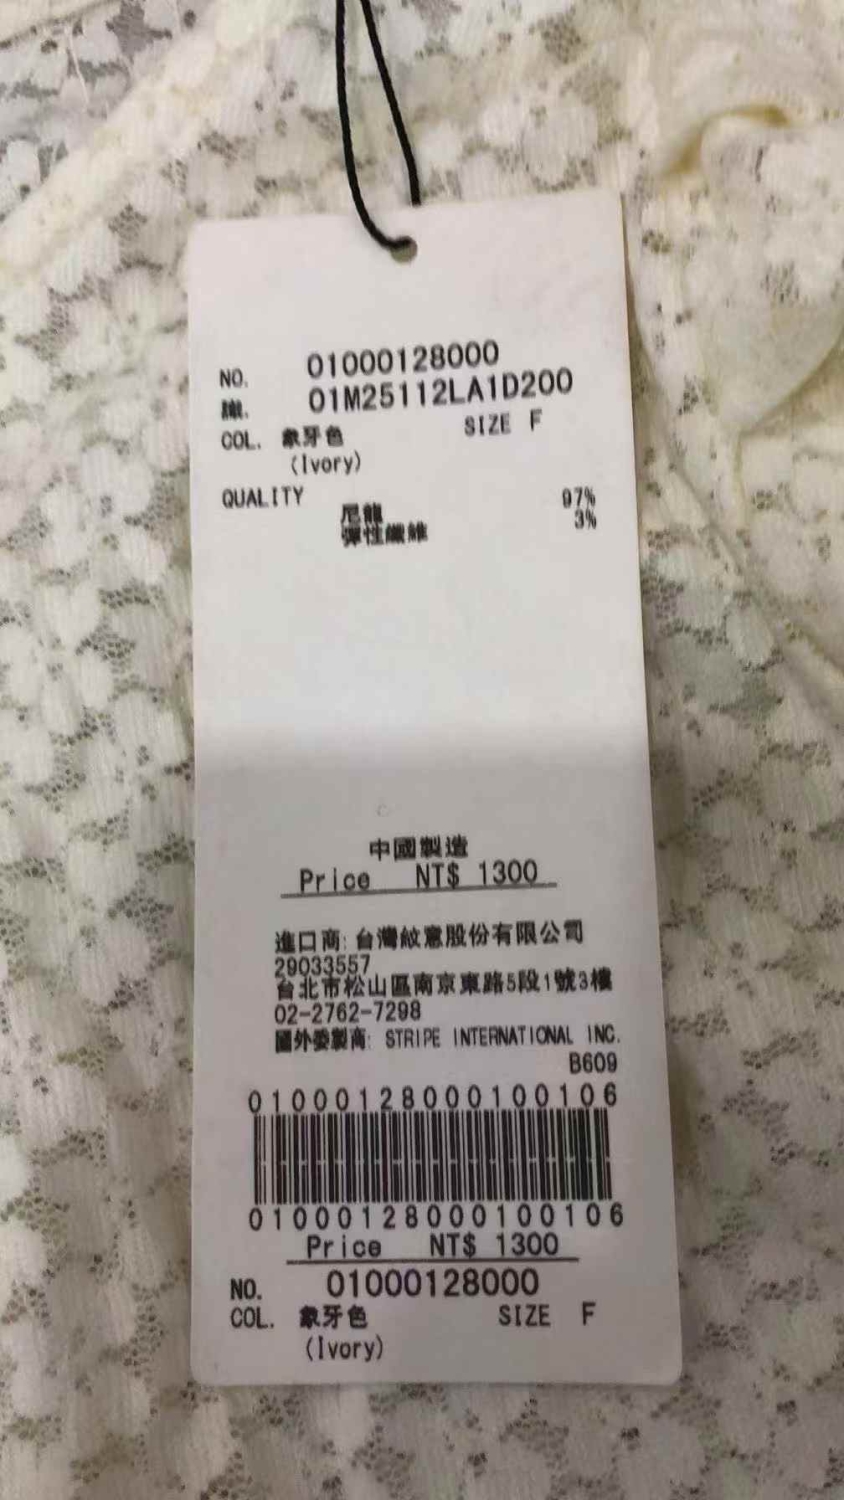 NO. 01000128000
識. 01M25112LA1D200
COL. 象牙色 SIZE F
(Ivory)
QUALITY
尼龍 97%
彈性纖維 3%
中國製造
Price NT$ 1300
進口商: 台灣紋意股份有限公司
29033557
台北市松山區南京東路5段1號3樓
02-2762-7298
國外委製商: STRIPE INTERNATIONAL INC.
B609
01000128000100106
01000128000100106
Price NT$ 1300
NO. 01000128000
COL. 象牙色 SIZE F
(Ivory)